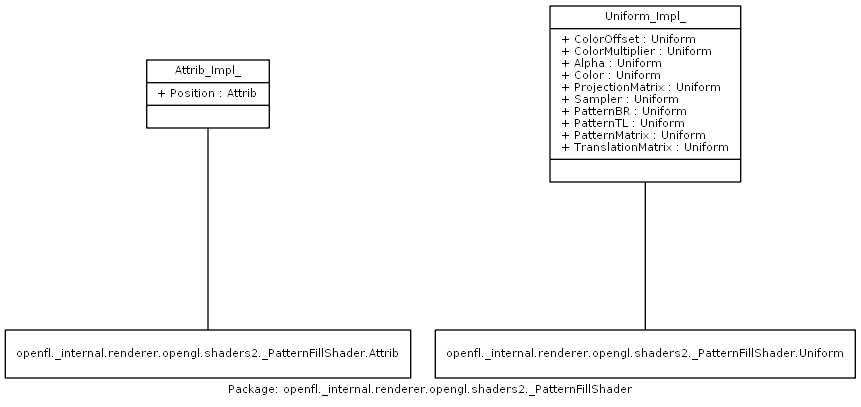 Attrib_Impl_
+ Position : Attrib
Uniform_Impl_
+ ColorOffset : Uniform
+ ColorMultiplier : Uniform
+ Alpha : Uniform
+ Color : Uniform
+ ProjectionMatrix : Uniform
+ Sampler : Uniform
+ PatternBR : Uniform
+ PatternTL : Uniform
+ PatternMatrix : Uniform
+ TranslationMatrix : Uniform
openfl._internal.renderer.opengl.shaders2._PatternFillShader.Attrib
openfl._internal.renderer.opengl.shaders2._PatternFillShader.Uniform
Package: openfl._internal.renderer.opengl.shaders2._PatternFillShader